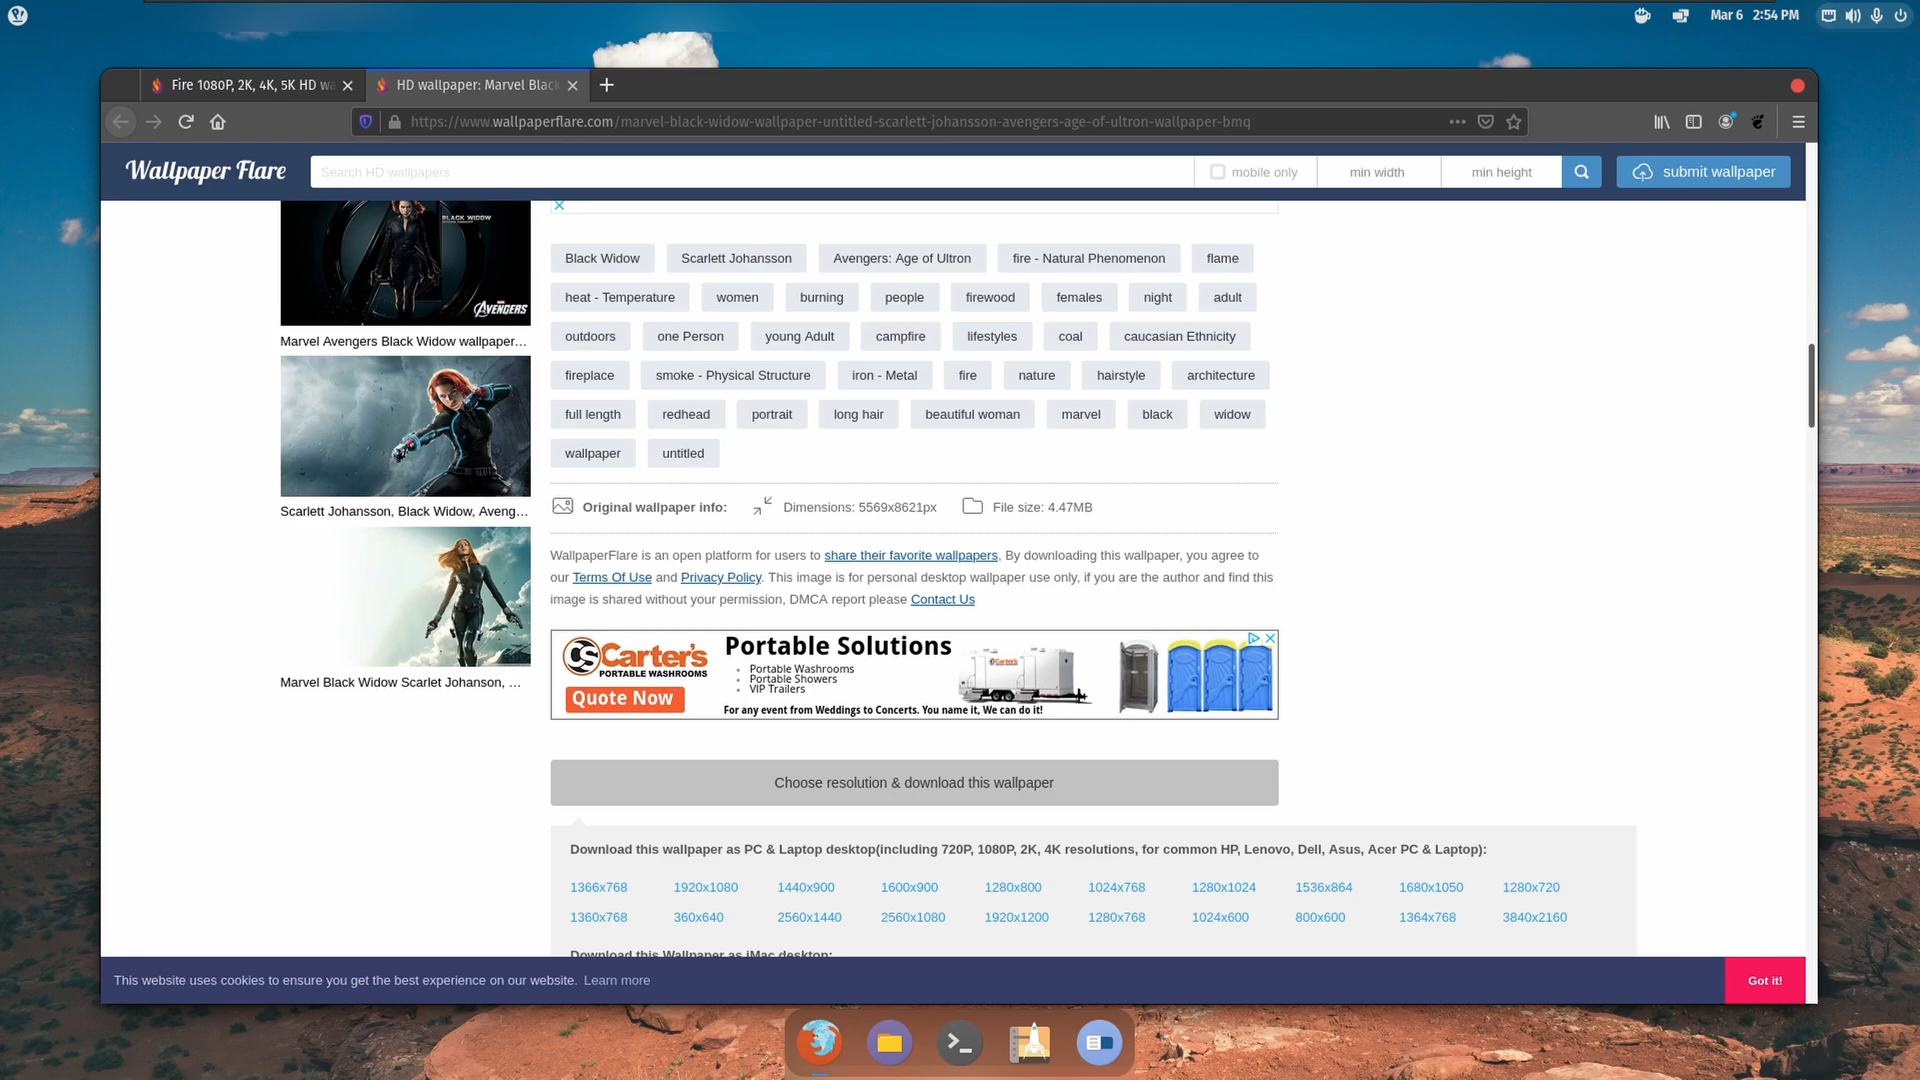 Mar 6 2:54 PM
Fire 1080P, 2K, 4K, 5K HD wa
HD wallpaper: Marvel Black
https://www.wallpaperflare.com/marvel-black-widow-wallpaper-untitled-scarlett-johansson-avengers-age-of-ultron-wallpaper-bmq
Wallpaper Flare
Search HD wallpapers
mobile only
min width
min height
submit wallpaper
BLACK WIDOW
AVENGERS
Marvel Avengers Black Widow wallpaper…
Scarlett Johansson, Black Widow, Aveng…
Marvel Black Widow Scarlet Johanson, …
Black Widow Scarlett Johansson Avengers: Age of Ultron fire - Natural Phenomenon flame
heat - Temperature women burning people firewood females night adult
outdoors one Person young Adult campfire lifestyles coal caucasian Ethnicity
fireplace smoke - Physical Structure iron - Metal fire nature hairstyle architecture
full length redhead portrait long hair beautiful woman marvel black widow
wallpaper untitled
Original wallpaper info: Dimensions: 5569x8621px File size: 4.47MB
WallpaperFlare is an open platform for users to share their favorite wallpapers, By downloading this wallpaper, you agree to
our Terms Of Use and Privacy Policy. This image is for personal desktop wallpaper use only, if you are the author and find this
image is shared without your permission, DMCA report please Contact Us
CS Carter's
PORTABLE WASHROOMS
Quote Now
Portable Solutions
• Portable Washrooms
• Portable Showers
• VIP Trailers
For any event from Weddings to Concerts. You name it, We can do it!
Carter's
Choose resolution & download this wallpaper
Download this wallpaper as PC & Laptop desktop(including 720P, 1080P, 2K, 4K resolutions, for common HP, Lenovo, Dell, Asus, Acer PC & Laptop):
1366x768 1920x1080 1440x900 1600x900 1280x800 1024x768 1280x1024 1536x864 1680x1050 1280x720
1360x768 360x640 2560x1440 2560x1080 1920x1200 1280x768 1024x600 800x600 1364x768 3840x2160
Download this Wallpaper as iMac desktop:
This website uses cookies to ensure you get the best experience on our website. Learn more
Got it!